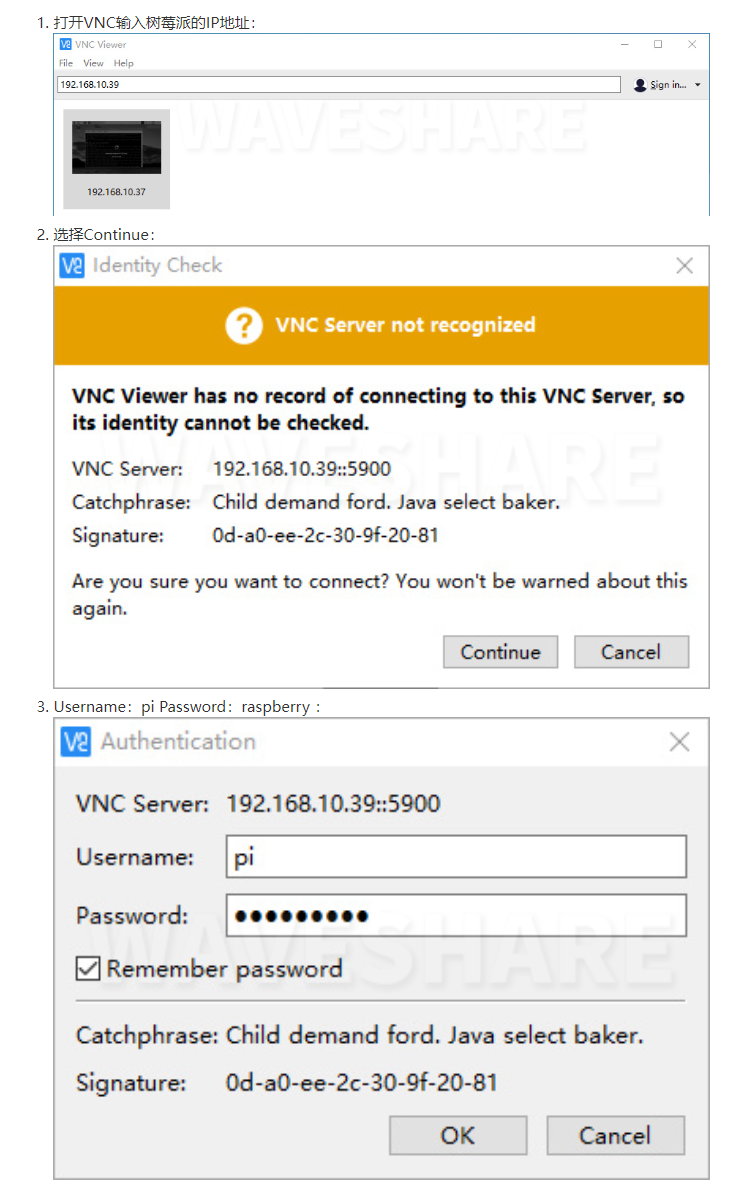 1. 打开VNC输入树莓派的IP地址：
VNC Viewer
File View Help
192.168.10.39 Sign in...
WAVESHARE
192.168.10.37
2. 选择Continue：
Identity Check
VNC Server not recognized
VNC Viewer has no record of connecting to this VNC Server, so
its identity cannot be checked.
WAVESHARE
VNC Server: 192.168.10.39::5900
Catchphrase: Child demand ford. Java select baker.
Signature: 0d-a0-ee-2c-30-9f-20-81
Are you sure you want to connect? You won't be warned about this
again.
Continue Cancel
3. Username：pi Password：raspberry：
Authentication
VNC Server: 192.168.10.39::5900
Username: pi
Password: ●●●●●●●●●
WAVESHARE
Remember password
Catchphrase: Child demand ford. Java select baker.
Signature: 0d-a0-ee-2c-30-9f-20-81
OK Cancel